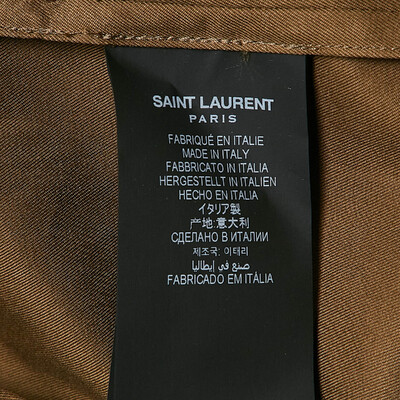 SAINT LAURENT
PARIS
FABRIQUÉ EN ITALIE
MADE IN ITALY
FABBRICATO IN ITALIA
HERGESTELLT IN ITALIEN
HECHO EN ITALIA
イタリア製
产地:意大利
СДЕЛАНО В ИТАЛИИ
제조국: 이태리
صنع في إيطاليا
FABRICADO EM ITÁLIA